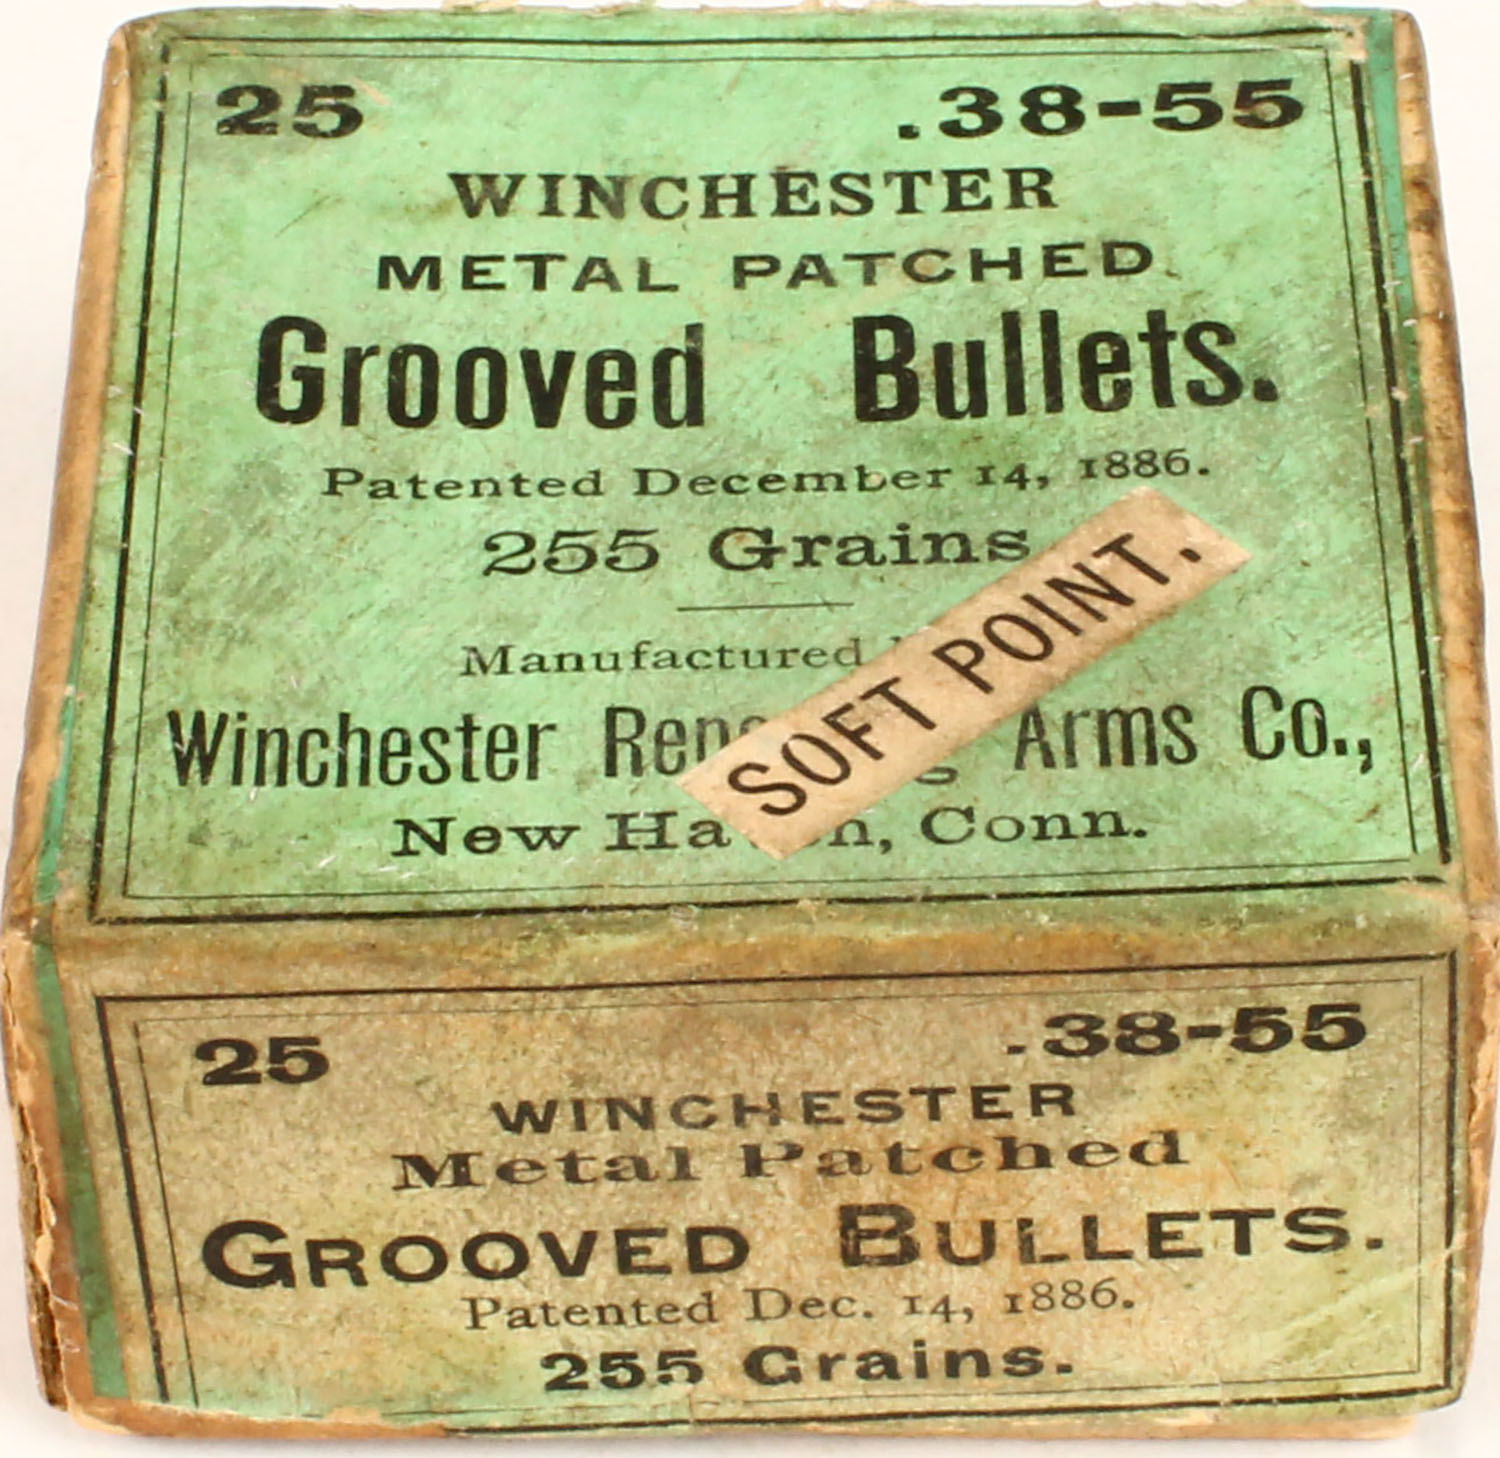 25 .38-55
WINCHESTER
METAL PATCHED
Grooved Bullets.
Patented December 14, 1886.
255 Grains
SOFT POINT.
Manufactured
Winchester Arms Co.,
New Conn.
25 .38-55
WINCHESTER
Metal Patched
GROOVED BULLETS.
Patented Dec. 14, 1886.
255 Grains.